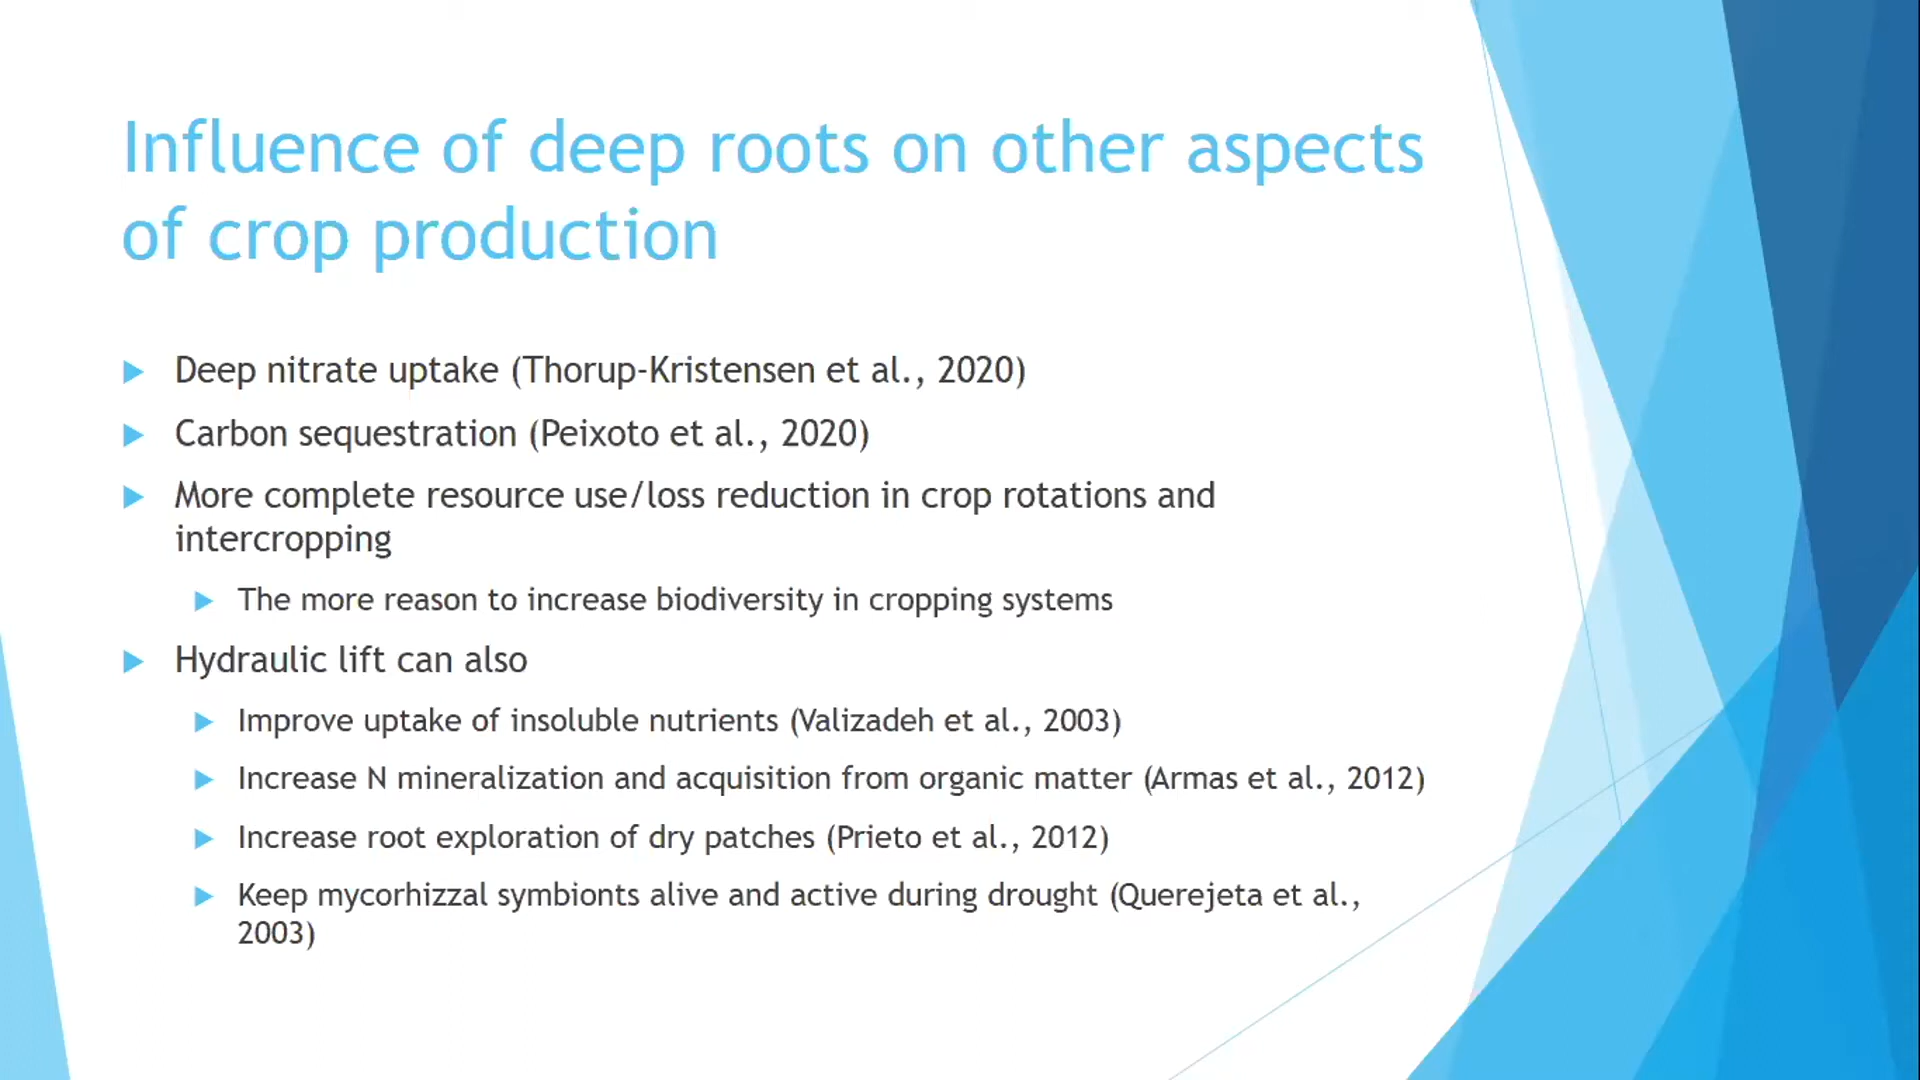 Influence of deep roots on other aspects
of crop production
Deep nitrate uptake (Thorup-Kristensen et al., 2020)
Carbon sequestration (Peixoto et al., 2020)
More complete resource use/loss reduction in crop rotations and
intercropping
The more reason to increase biodiversity in cropping systems
Hydraulic lift can also
Improve uptake of insoluble nutrients (Valizadeh et al., 2003)
Increase N mineralization and acquisition from organic matter (Armas et al., 2012)
Increase root exploration of dry patches (Prieto et al., 2012)
Keep mycorhizzal symbionts alive and active during drought (Querejeta et al.,
2003)